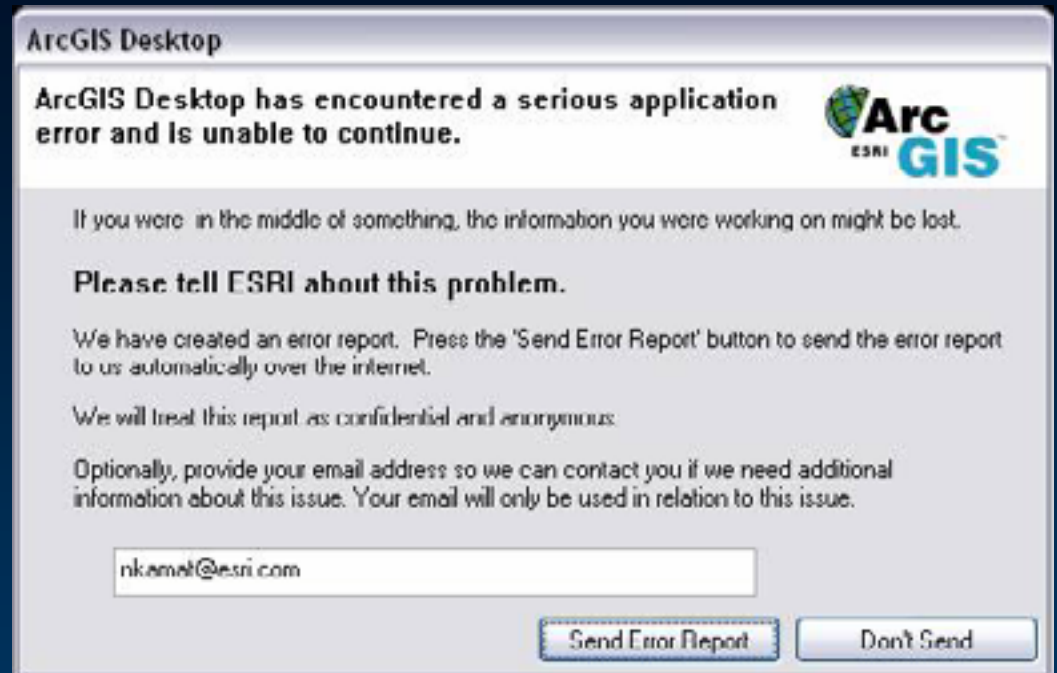 ArcGIS Desktop
ArcGIS Desktop has encountered a serious application
error and is unable to continue.
Arc
ESRI GIS
If you were in the middle of something, the information you were working on might be lost.
Please tell ESRI about this problem.
We have created an error report. Press the 'Send Error Report' button to send the error report
to us automatically over the internet.
We will treat this report as confidential and anonymous.
Optionally, provide your email address so we can contact you if we need additional
information about this issue. Your email will only be used in relation to this issue.
nkamat@esri.com
Send Error Report
Don't Send